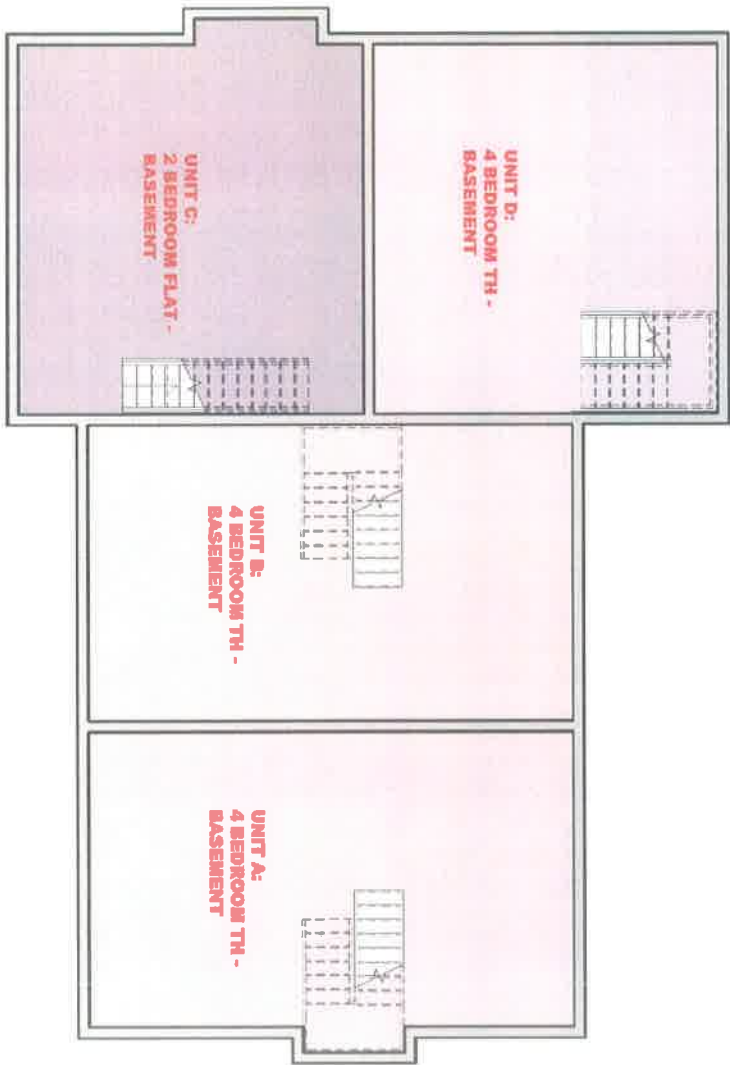 UNIT D:
4 BEDROOM TH -
BASEMENT
UNIT C:
2 BEDROOM FLAT -
BASEMENT
UNIT B:
4 BEDROOM TH -
BASEMENT
UNIT A:
4 BEDROOM TH -
BASEMENT